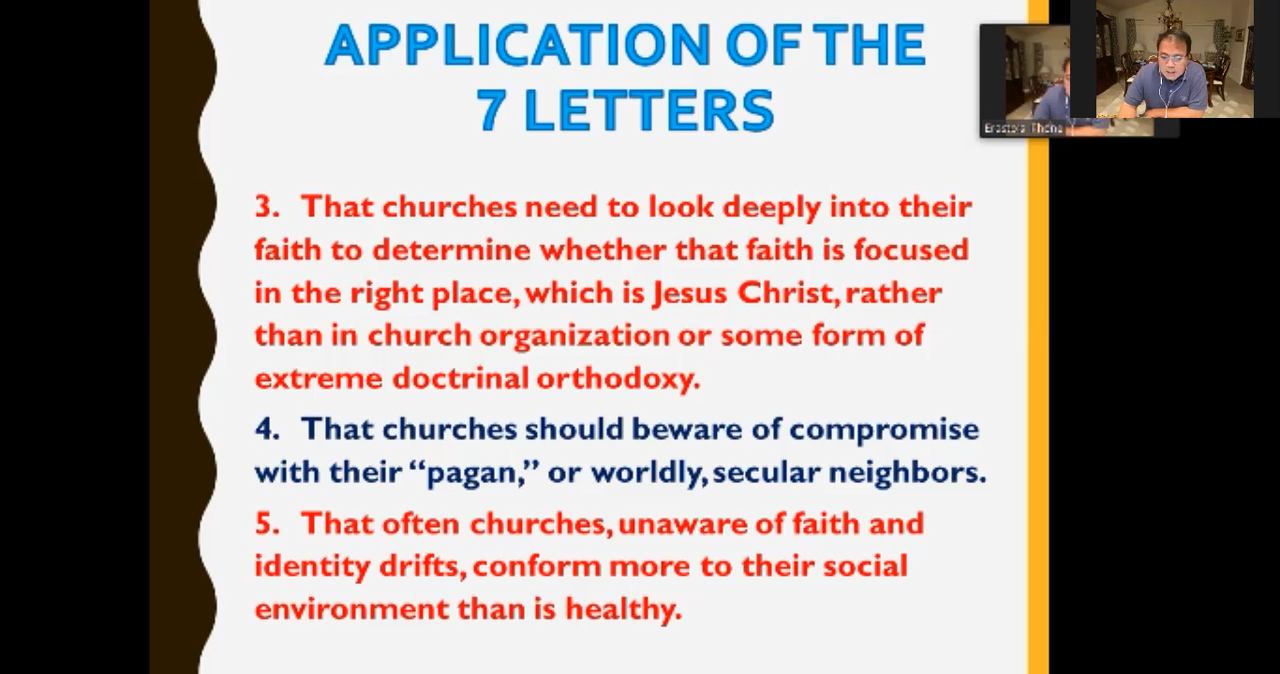 APPLICATION OF THE
7 LETTERS
3. That churches need to look deeply into their
faith to determine whether that faith is focused
in the right place, which is Jesus Christ, rather
than in church organization or some form of
extreme doctrinal orthodoxy.
4. That churches should beware of compromise
with their “pagan,” or worldly, secular neighbors.
5. That often churches, unaware of faith and
identity drifts, conform more to their social
environment than is healthy.